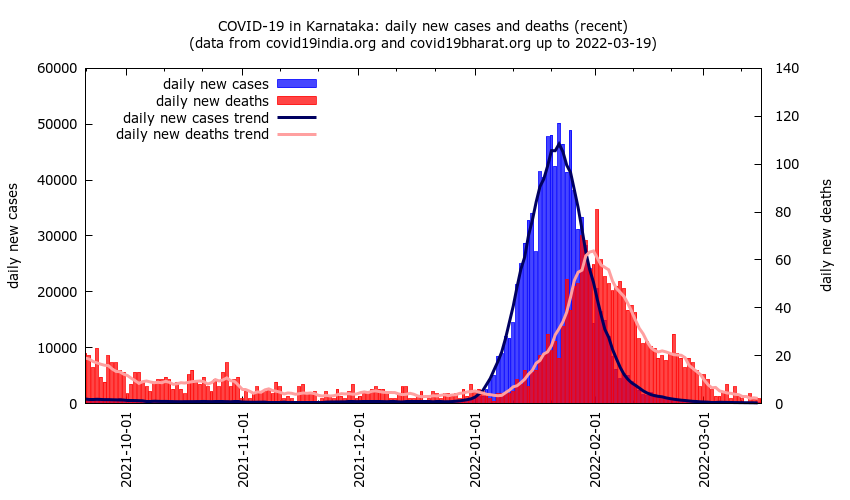 COVID-19 in Karnataka: daily new cases and deaths (recent)
(data from covid19india.org and covid19bharat.org up to 2022-03-19)
daily new cases
daily new deaths
daily new cases trend
daily new deaths trend
60000
50000
40000
30000
20000
10000
0
140
120
100
80
60
40
20
0
daily new cases
daily new deaths
2021-10-01
2021-11-01
2021-12-01
2022-01-01
2022-02-01
2022-03-01